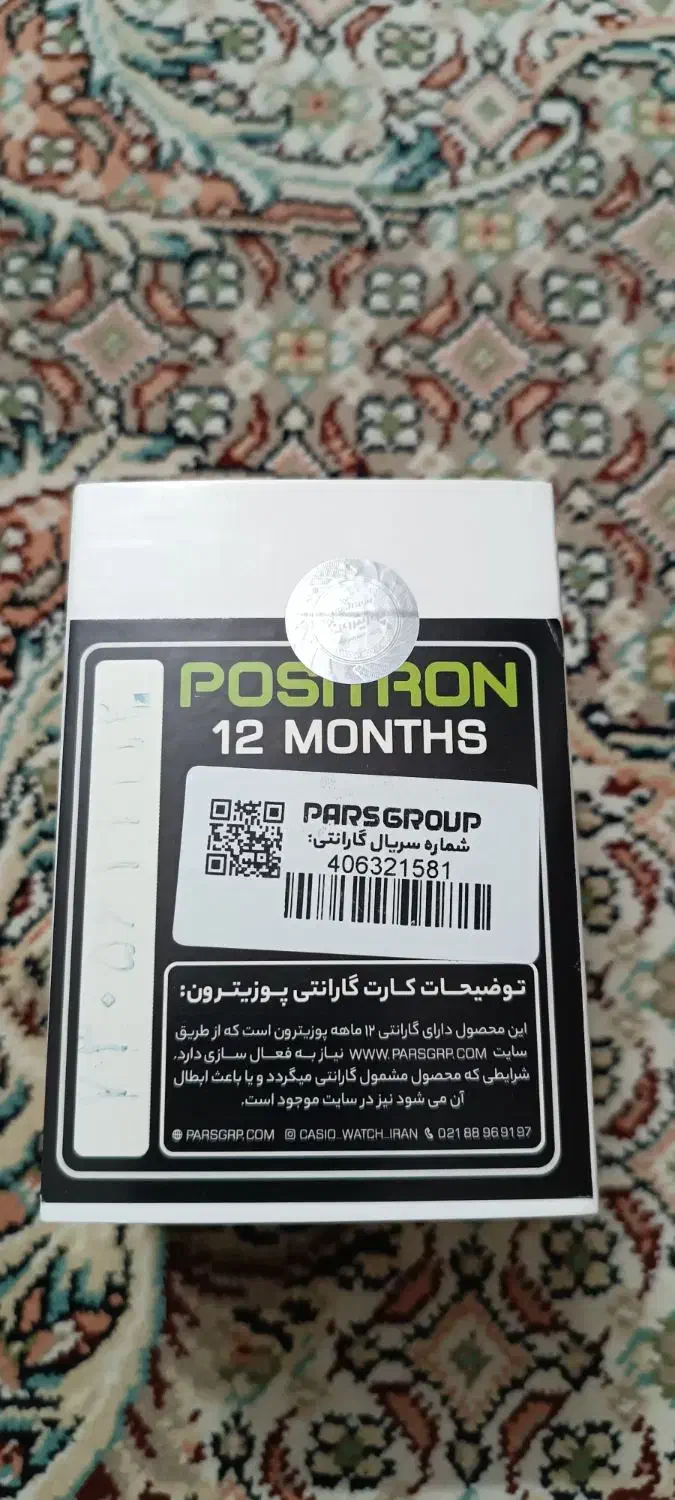 POSITRON
12 MONTHS
PARSGROUP
شماره سریال گارانتی:
406321581
توضیحات کارت گارانتی پوزیترون:
این محصول دارای گارانتی ۱۲ ماهه پوزیترون است که از طریق
سایت WWW.PARSGRP.COM نیاز به فعال سازی دارد.
شرایطی که محصول مشمول گارانتی میگردد و یا باعث ابطال
آن می شود نیز در سایت موجود است.
PARSGRP.COM CASIO_WATCH_IRAN 021 88 96 91 97